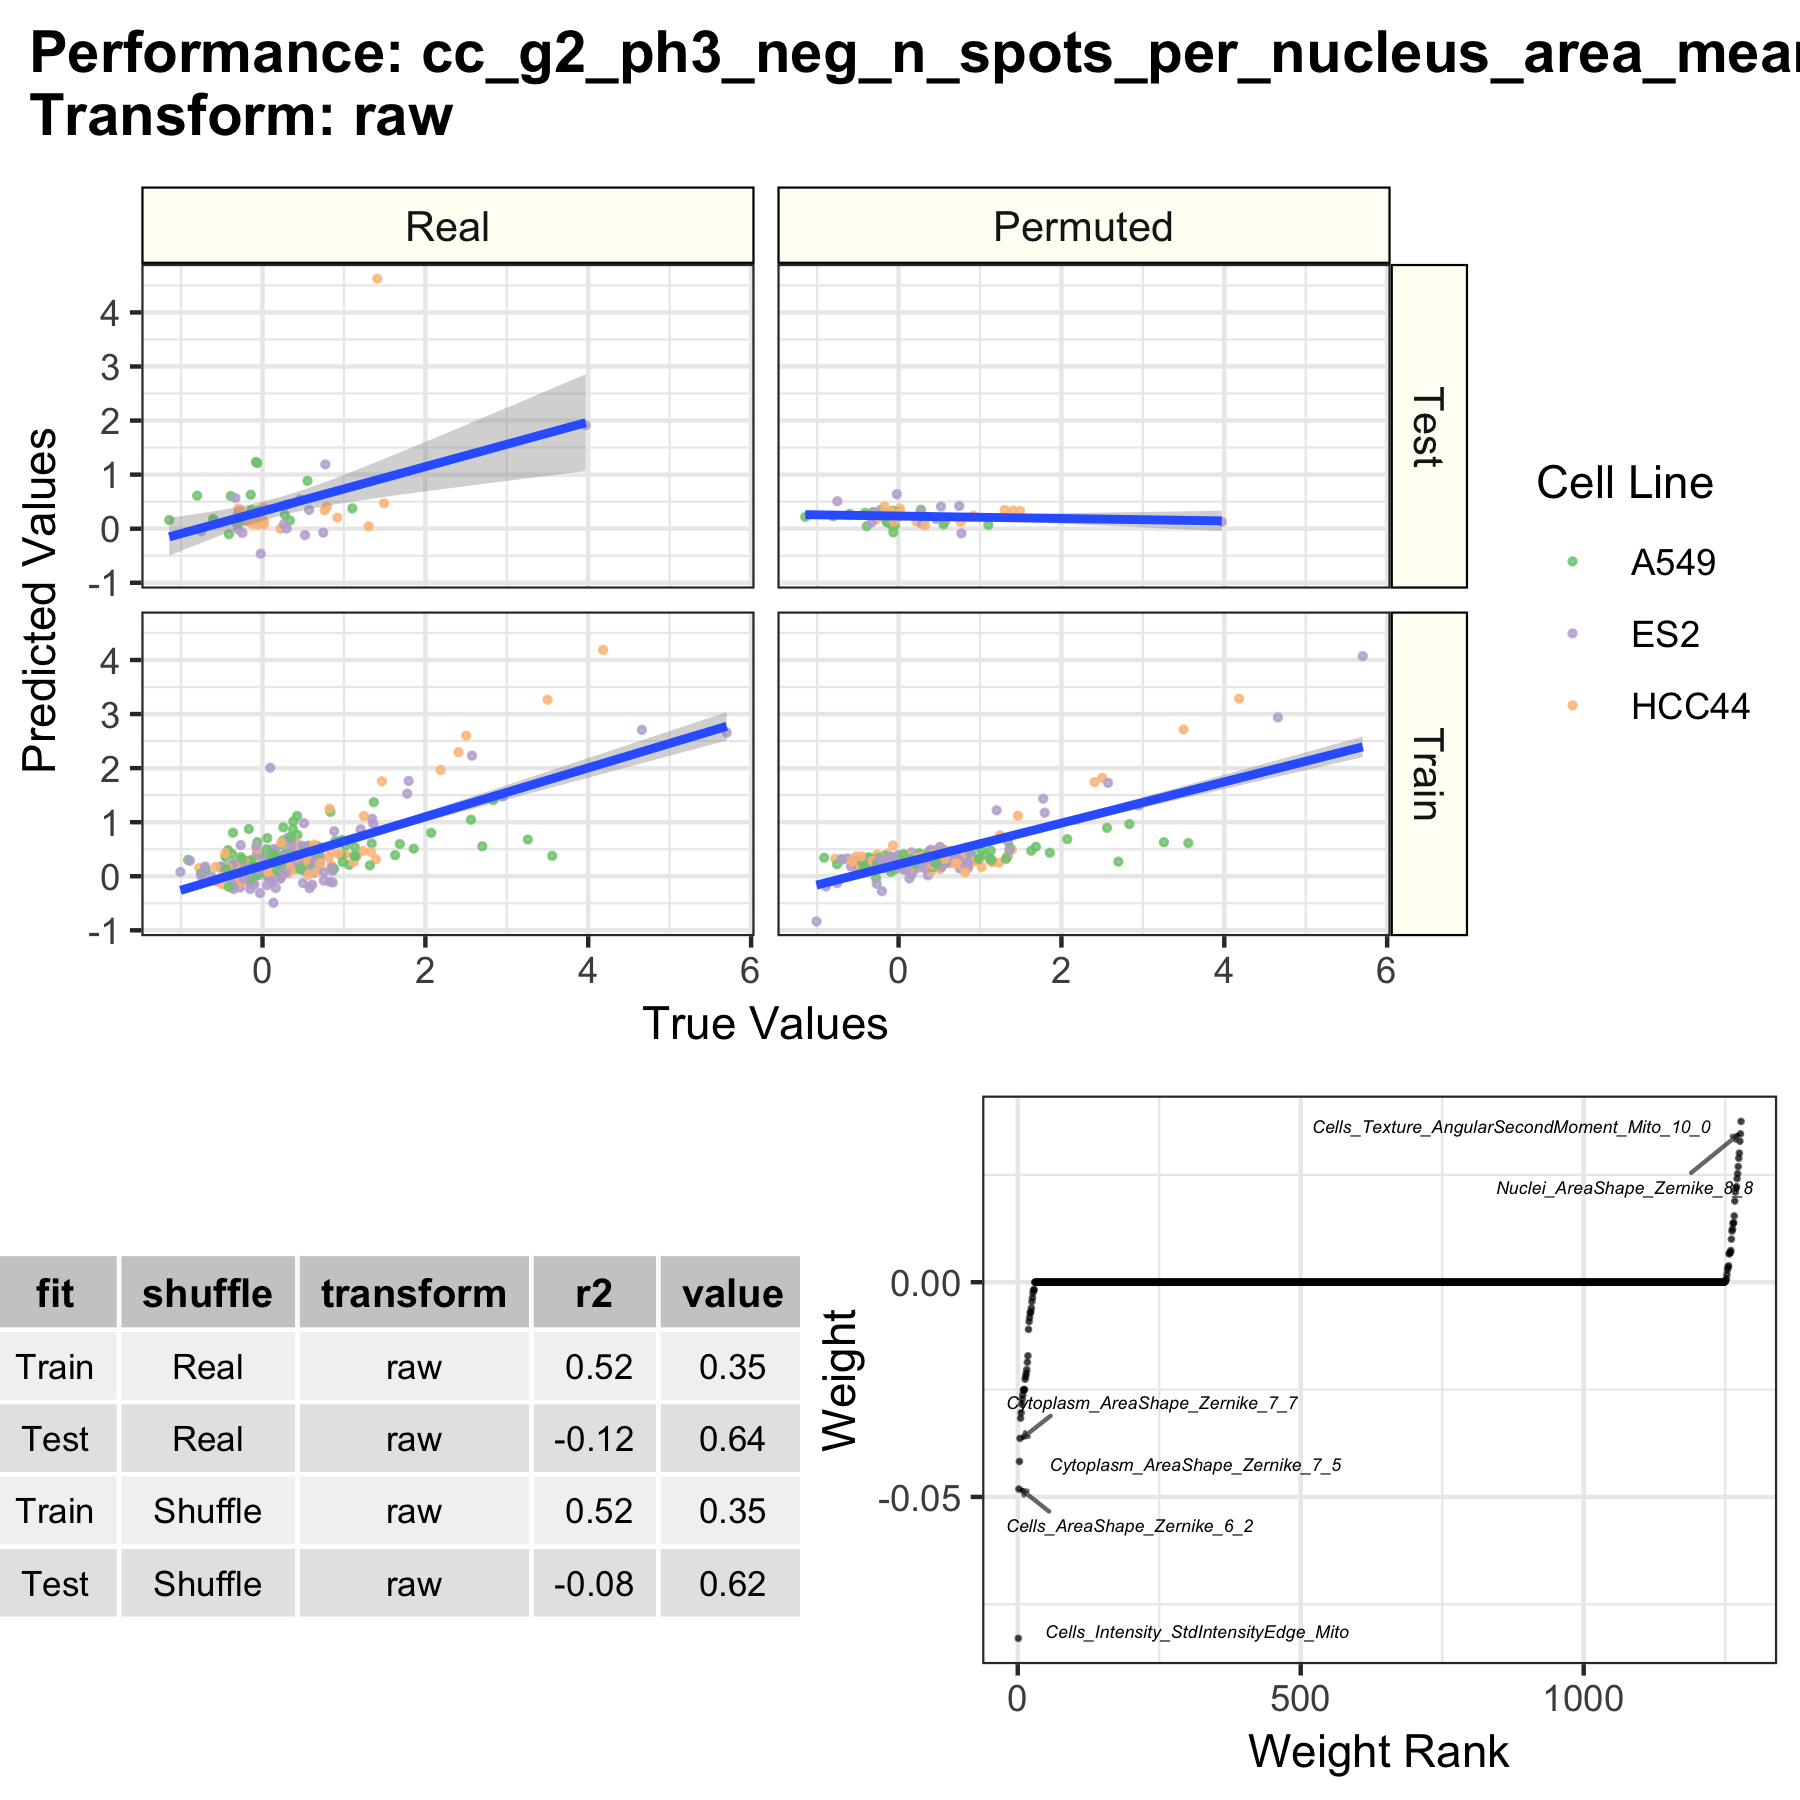 Performance: cc_g2_ph3_neg_n_spots_per_nucleus_area_mean
Transform: raw
Real
Permuted
Test
Train
4
3
2
1
0
-1
4
3
2
1
0
-1
0
2
4
6
0
2
4
6
Predicted Values
True Values
Cell Line
A549
ES2
HCC44
fit shuffle transform r2 value
Train Real raw 0.52 0.35
Test Real raw -0.12 0.64
Train Shuffle raw 0.52 0.35
Test Shuffle raw -0.08 0.62
Weight
0.00
-0.05
Cells_Texture_AngularSecondMoment_Mito_10_0
Nuclei_AreaShape_Zernike_8_8
Cytoplasm_AreaShape_Zernike_7_7
Cytoplasm_AreaShape_Zernike_7_5
Cells_AreaShape_Zernike_6_2
Cells_Intensity_StdIntensityEdge_Mito
0
500
1000
Weight Rank